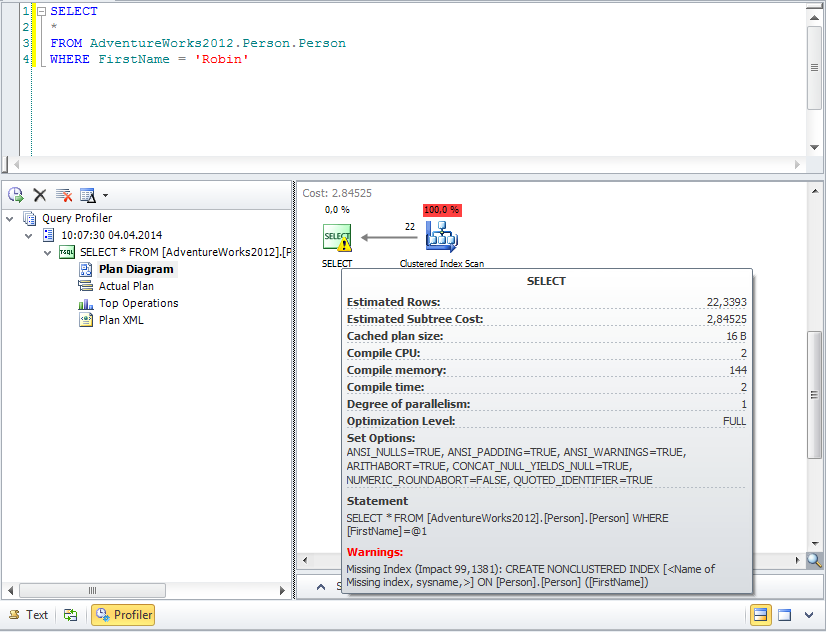 1 SELECT
2 *
3 FROM AdventureWorks2012.Person.Person
4 WHERE FirstName = 'Robin'
Query Profiler
10:07:30 04.04.2014
SELECT * FROM [AdventureWorks2012].[P
Plan Diagram
Actual Plan
Top Operations
Plan XML
Cost: 2.84525
0,0 %
100,0 %
22
SELECT
SELECT
Clustered Index Scan
SELECT
Estimated Rows: 22,3393
Estimated Subtree Cost: 2,84525
Cached plan size: 16 B
Compile CPU: 2
Compile memory: 144
Compile time: 2
Degree of parallelism: 1
Optimization Level: FULL
Set Options:
ANSI_NULLS=TRUE, ANSI_PADDING=TRUE, ANSI_WARNINGS=TRUE,
ARITHABORT=TRUE, CONCAT_NULL_YIELDS_NULL=TRUE,
NUMERIC_ROUNDABORT=FALSE, QUOTED_IDENTIFIER=TRUE
Statement
SELECT * FROM [AdventureWorks2012].[Person].[Person] WHERE
[FirstName]=@1
Warnings:
Missing Index (Impact 99,1381): CREATE NONCLUSTERED INDEX [<Name of
Missing index, sysname,>] ON [Person].[Person] ([FirstName])
Text
Profiler